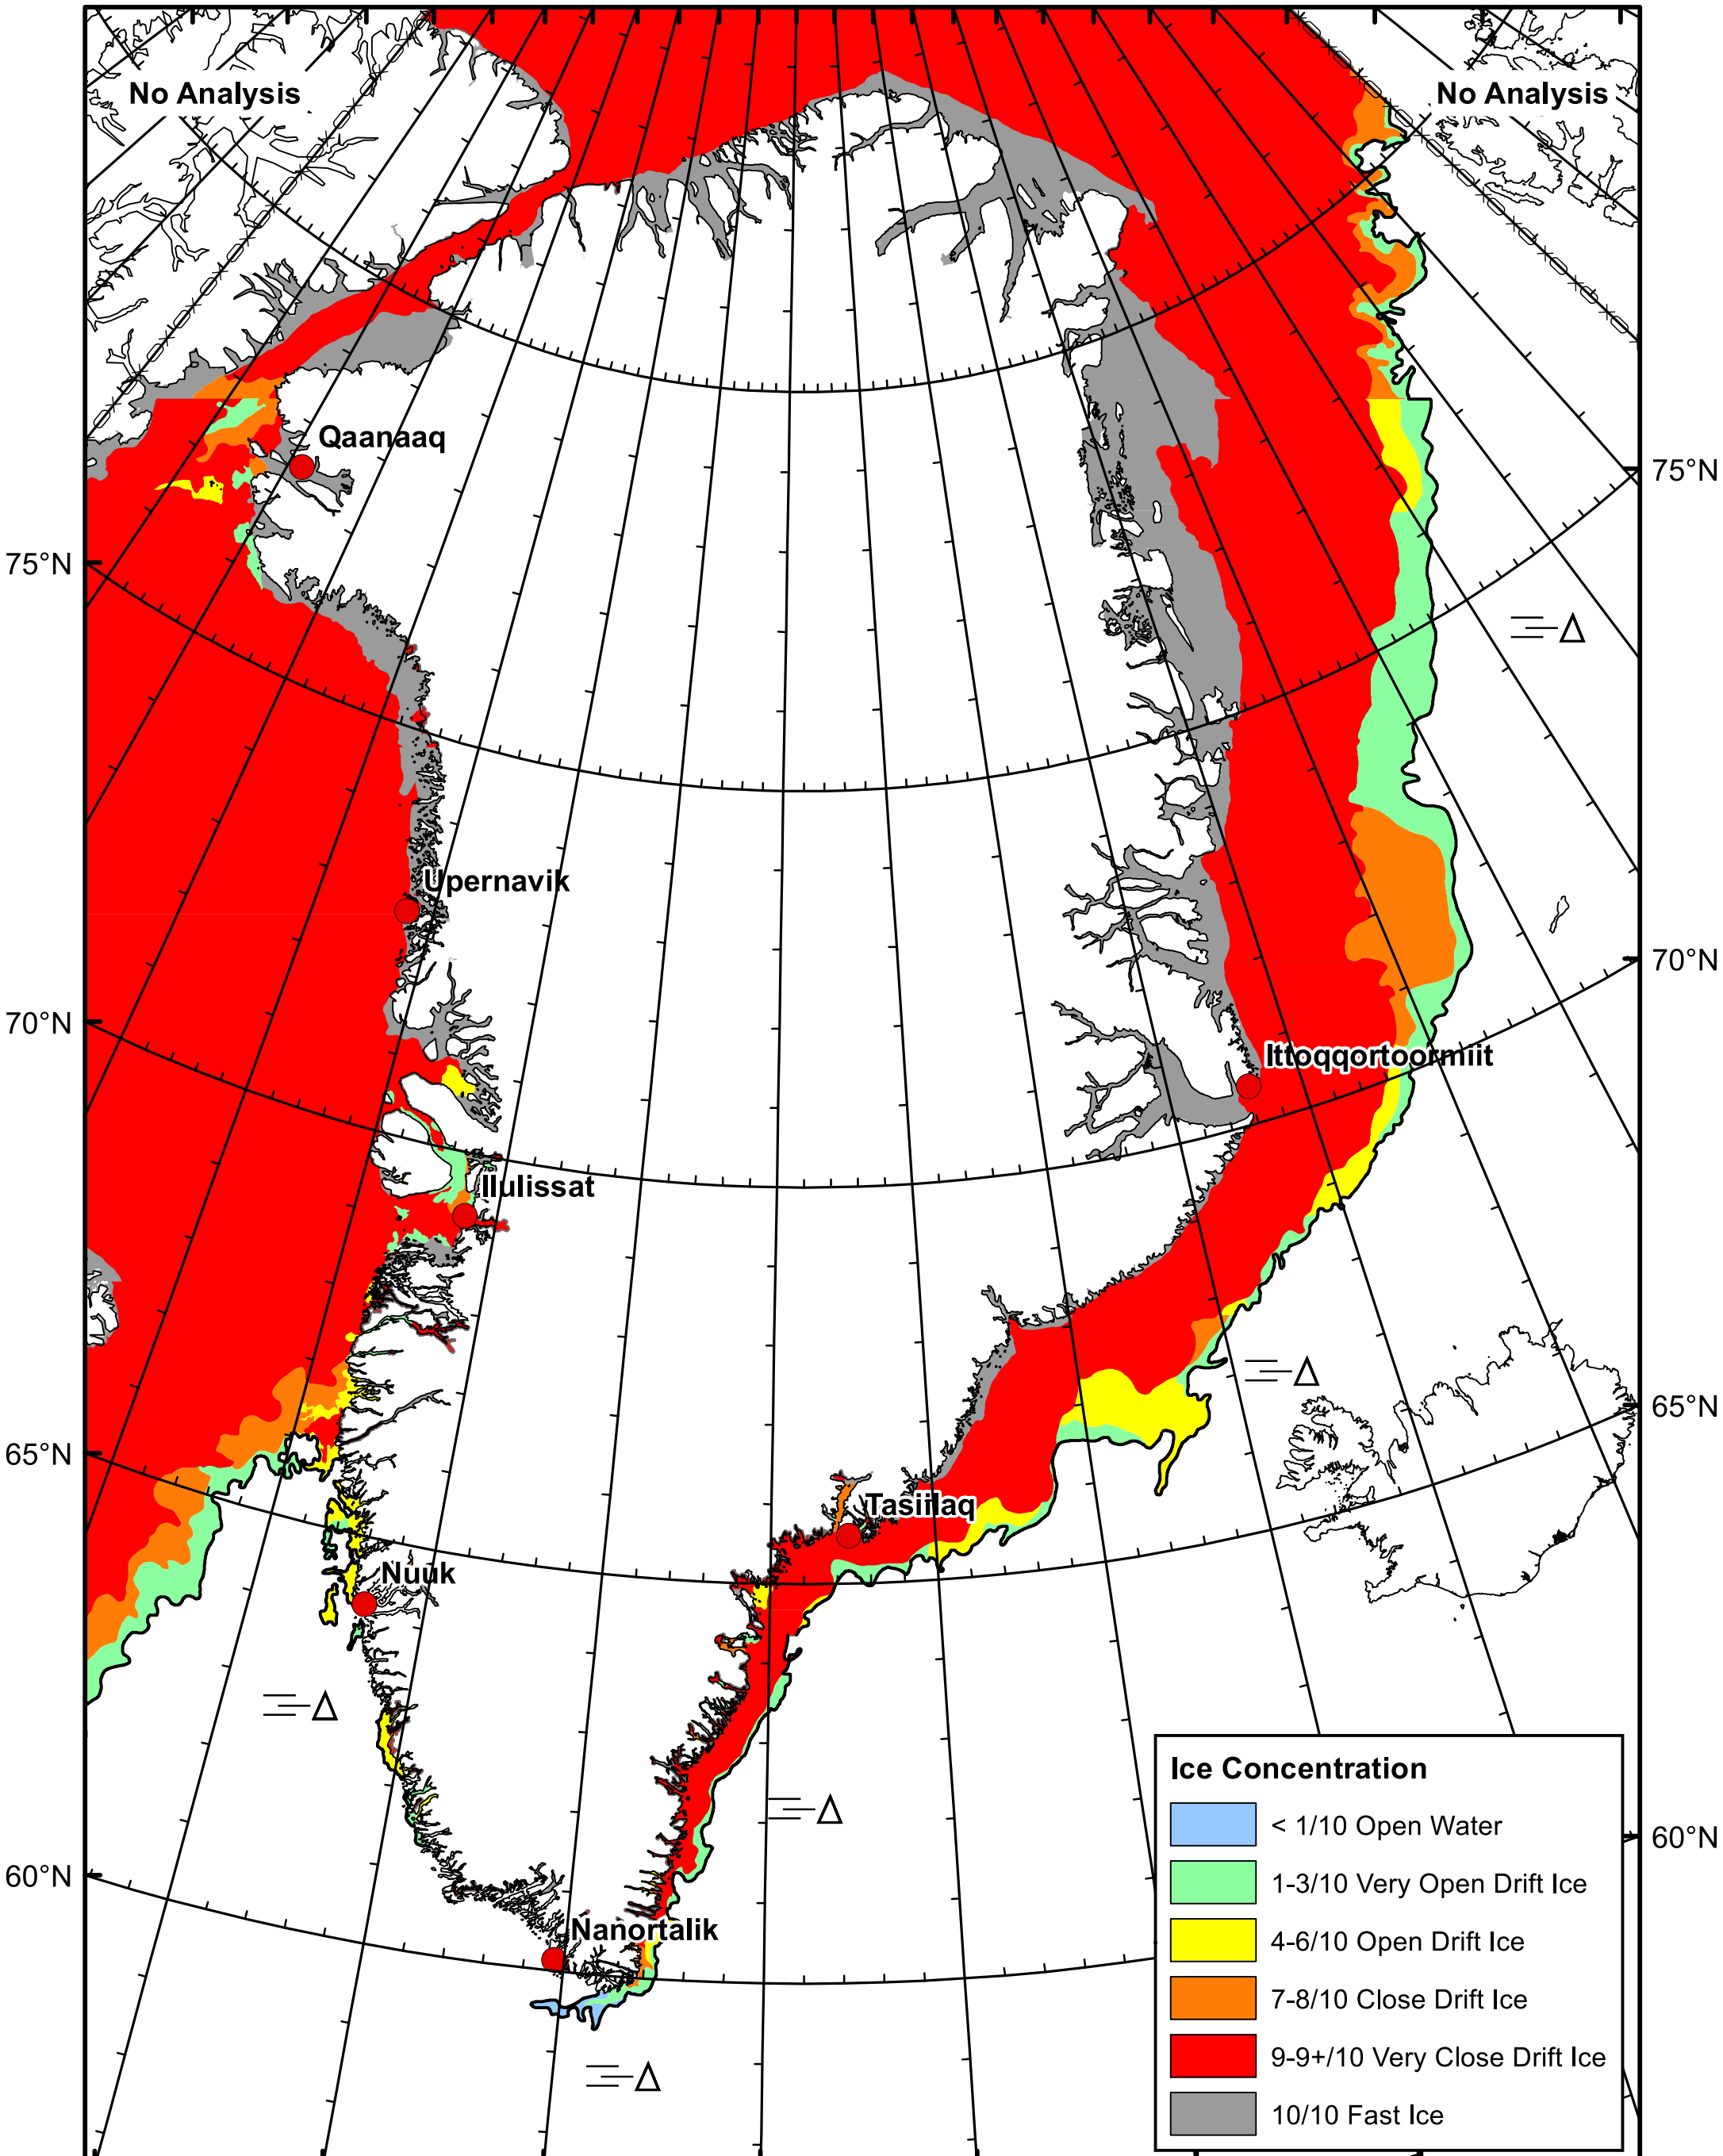 No Analysis
No Analysis
Qaanaaq
75°N
75°N
Upernavik
70°N
70°N
Ittoqqortoormiit
Ilulissat
65°N
65°N
Tasiilaq
Nuuk
Ice Concentration
< 1/10 Open Water
60°N
60°N
1-3/10 Very Open Drift Ice
Nanortalik
4-6/10 Open Drift Ice
7-8/10 Close Drift Ice
9-9+/10 Very Close Drift Ice
10/10 Fast Ice